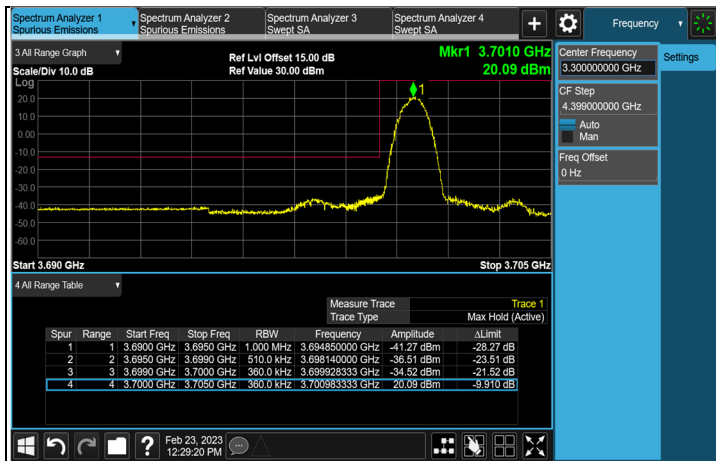 Spectrum Analyzer 1
Spurious Emissions
Spectrum Analyzer 2
Spurious Emissions
Spectrum Analyzer 3
Swept SA
Spectrum Analyzer 4
Swept SA
+
Frequency
3 All Range Graph
Ref Lvl Offset 15.00 dB
Mkr1 3.7010 GHz
Scale/Div 10.0 dB
Ref Value 30.00 dBm
20.09 dBm
Log
1
20.0
10.0
0.00
-10.0
-20.0
-30.0
-40.0
-50.0
-60.0
Start 3.690 GHz
Stop 3.705 GHz
4 All Range Table
Measure Trace Trace 1
Trace Type Max Hold (Active)
Spur Range Start Freq Stop Freq RBW Frequency Amplitude ΔLimit
1 1 3.6900 GHz 3.6950 GHz 1.000 MHz 3.694850000 GHz -41.27 dBm -28.27 dB
2 2 3.6950 GHz 3.6990 GHz 510.0 kHz 3.698140000 GHz -36.51 dBm -23.51 dB
3 3 3.6990 GHz 3.7000 GHz 360.0 kHz 3.699928333 GHz -34.52 dBm -21.52 dB
4 4 3.7000 GHz 3.7050 GHz 360.0 kHz 3.700983333 GHz 20.09 dBm -9.910 dB
Center Frequency
3.300000000 GHz
Settings
CF Step
4.399000000 GHz
Auto
Man
Freq Offset
0 Hz
?
Feb 23, 2023
12:29:20 PM